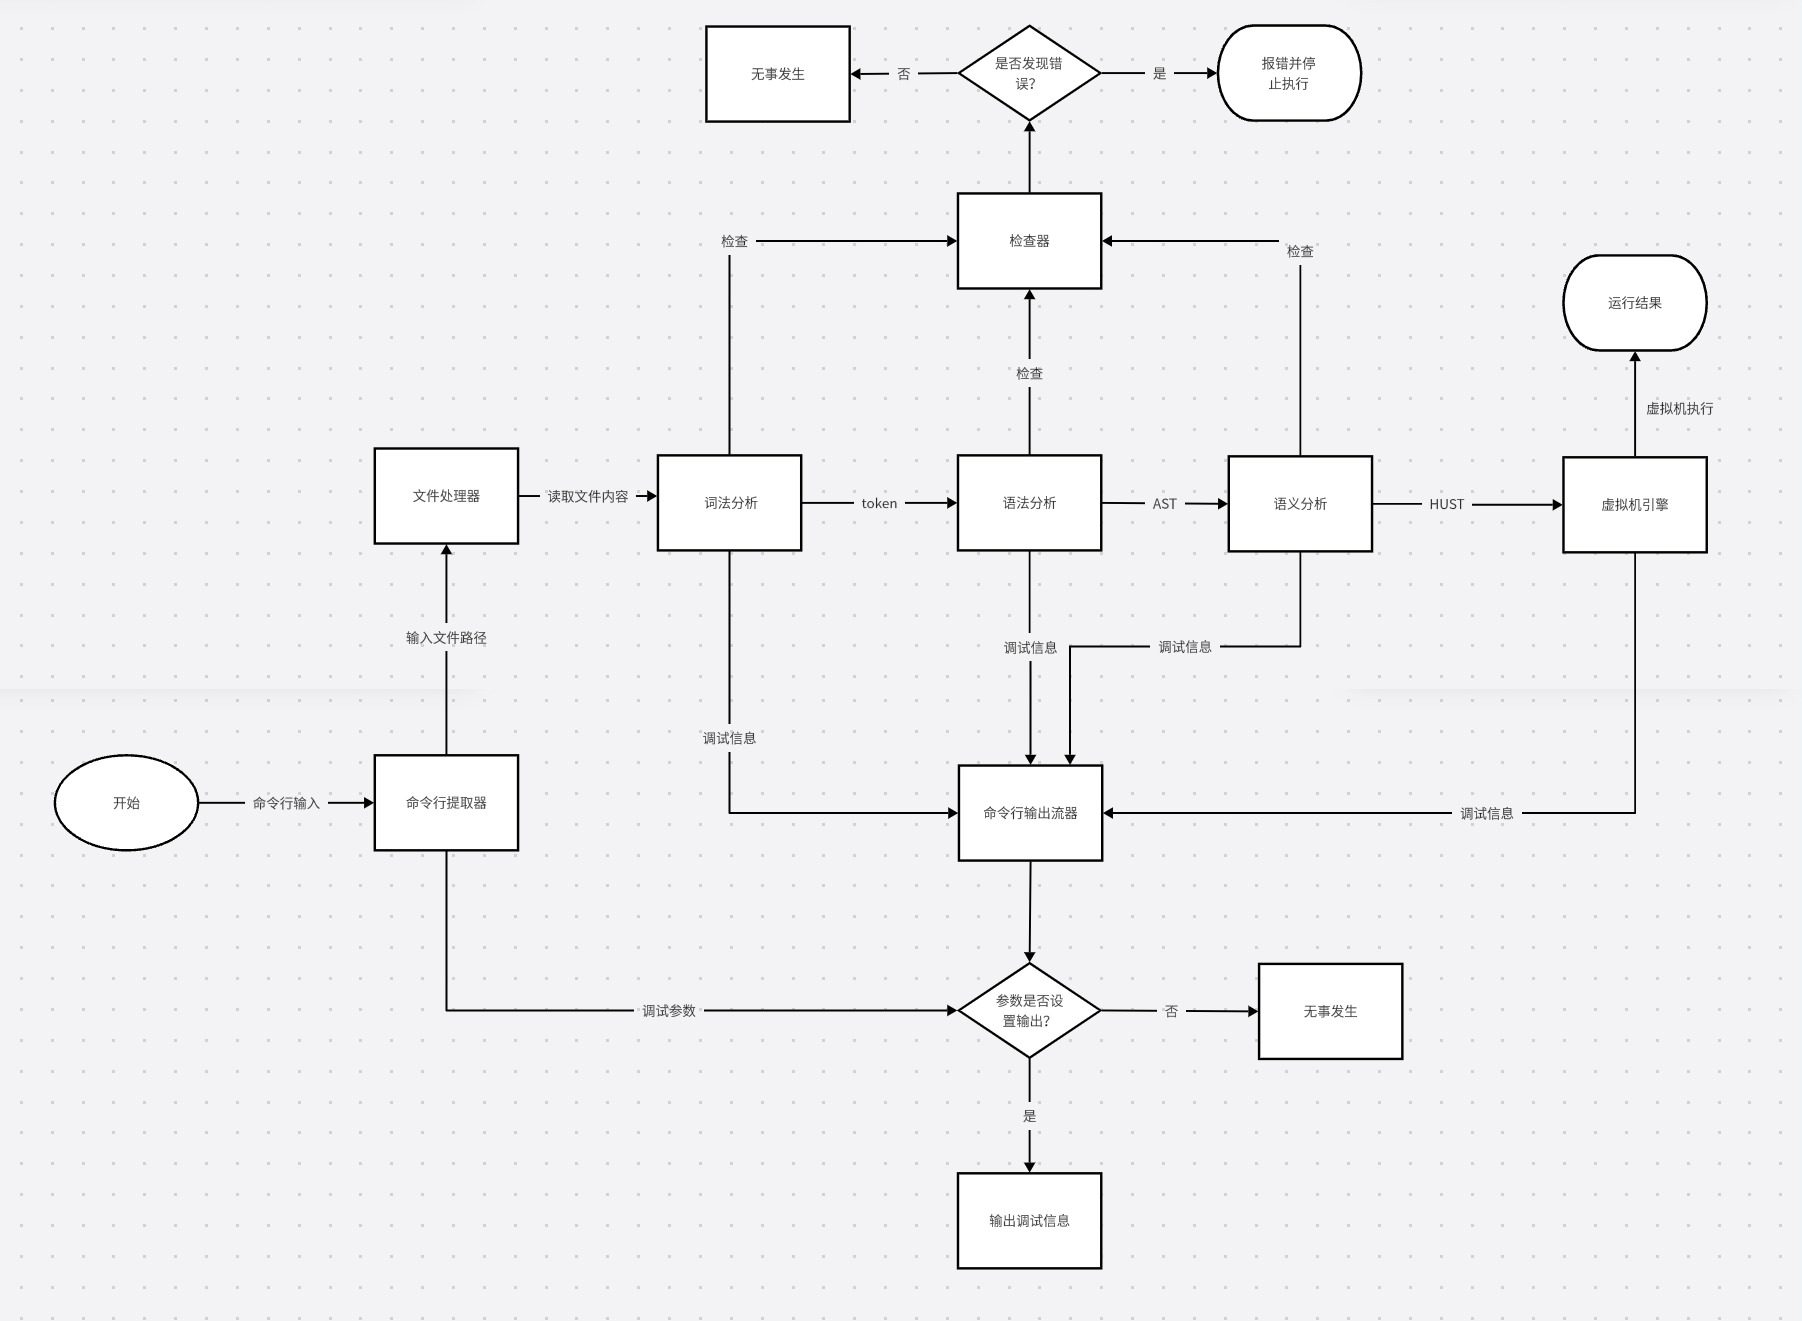 无事发生
否
是否发现错
误?
是
报错并停
止执行
检查
检查器
检查
运行结果
检查
虚拟机执行
文件处理器
读取文件内容
词法分析
token
语法分析
AST
语义分析
HUST
虚拟机引擎
输入文件路径
调试信息
调试信息
调试信息
开始
命令行输入
命令行提取器
命令行输出流器
调试信息
调试参数
参数是否设
置输出?
否
无事发生
是
输出调试信息